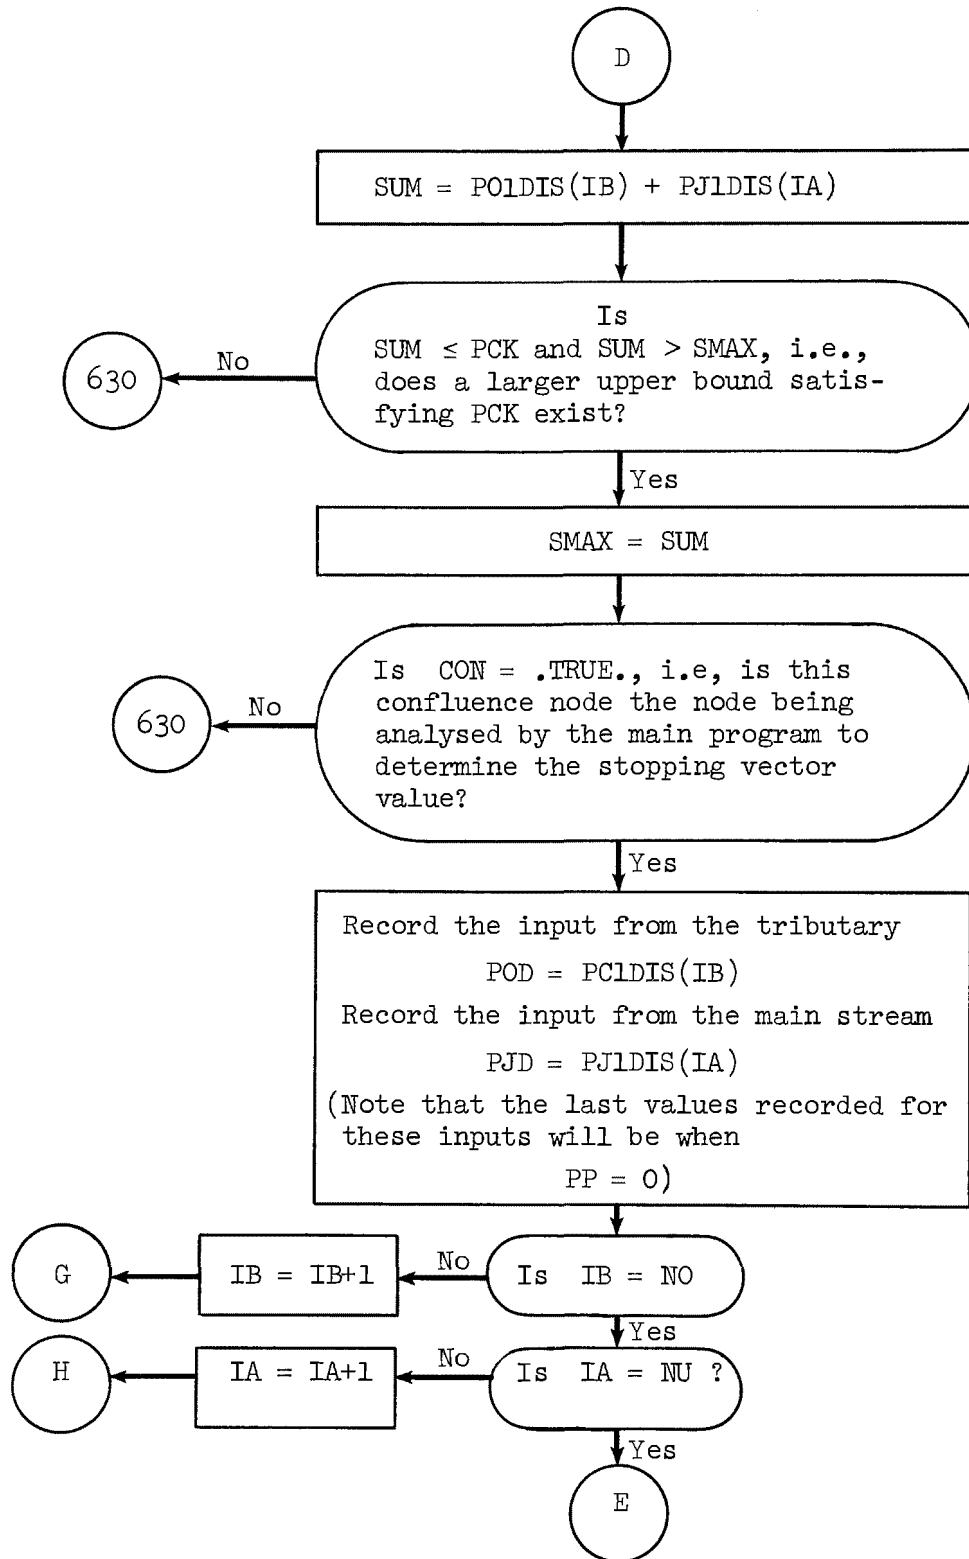 D
SUM = PO1DIS(IB) + PJ1DIS(IA)
Is
SUM ≤ PCK and SUM > SMAX, i.e.,
does a larger upper bound satis-
fying PCK exist?
No
630
Yes
SMAX = SUM
Is CON = .TRUE., i.e, is this
confluence node the node being
analysed by the main program to
determine the stopping vector
value?
No
630
Yes
Record the input from the tributary
POD = PC1DIS(IB)
Record the input from the main stream
PJD = PJ1DIS(IA)
(Note that the last values recorded for
these inputs will be when
PP = 0)
G
IB = IB+1
No
Is IB = NO
Yes
H
IA = IA+1
No
Is IA = NU ?
Yes
E